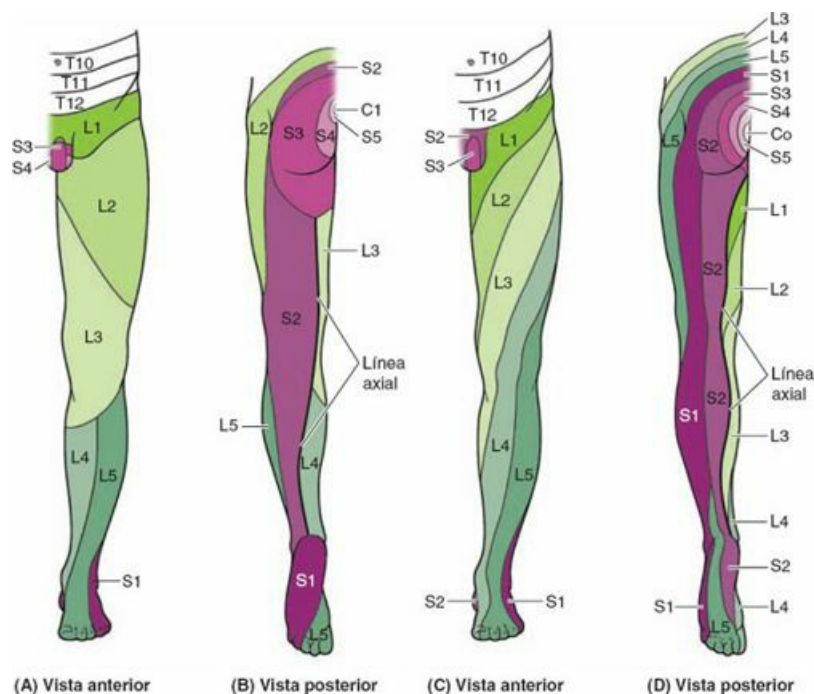 T10
T11
T12
L1
S3
S4
L2
L3
L4
L5
S1
(A) Vista anterior
S2
C1
L2
S3
S4
S5
L3
S2
Línea
axial
L5
L4
S1
L5
(B) Vista posterior
T10
T11
T12
S2
L1
S3
L2
L3
L4
L5
S2
S1
(C) Vista anterior
L3
L4
L5
S1
S3
S4
L5
S2
Co
S5
L1
S2
L2
Línea
axial
S1
S2
L3
L4
S2
S1
L4
L5
(D) Vista posterior